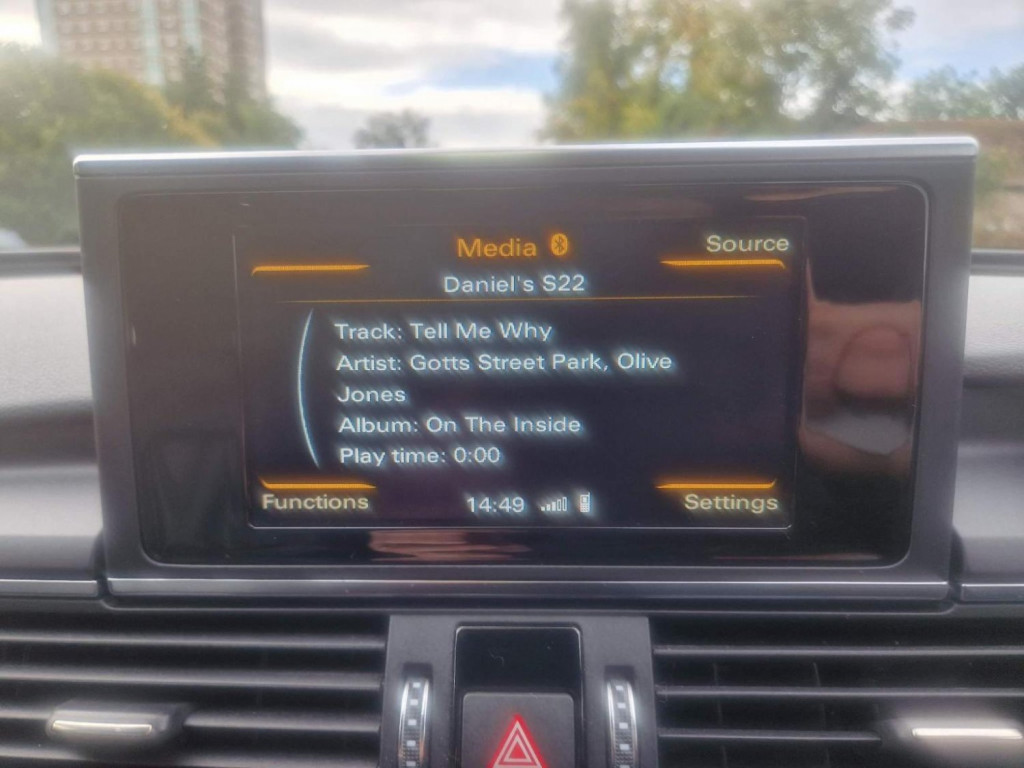 Media
Source
Daniel's S22
Track: Tell Me Why
Artist: Gotts Street Park, Olive
Jones
Album: On The Inside
Play time: 0:00
Functions
14:49
Settings